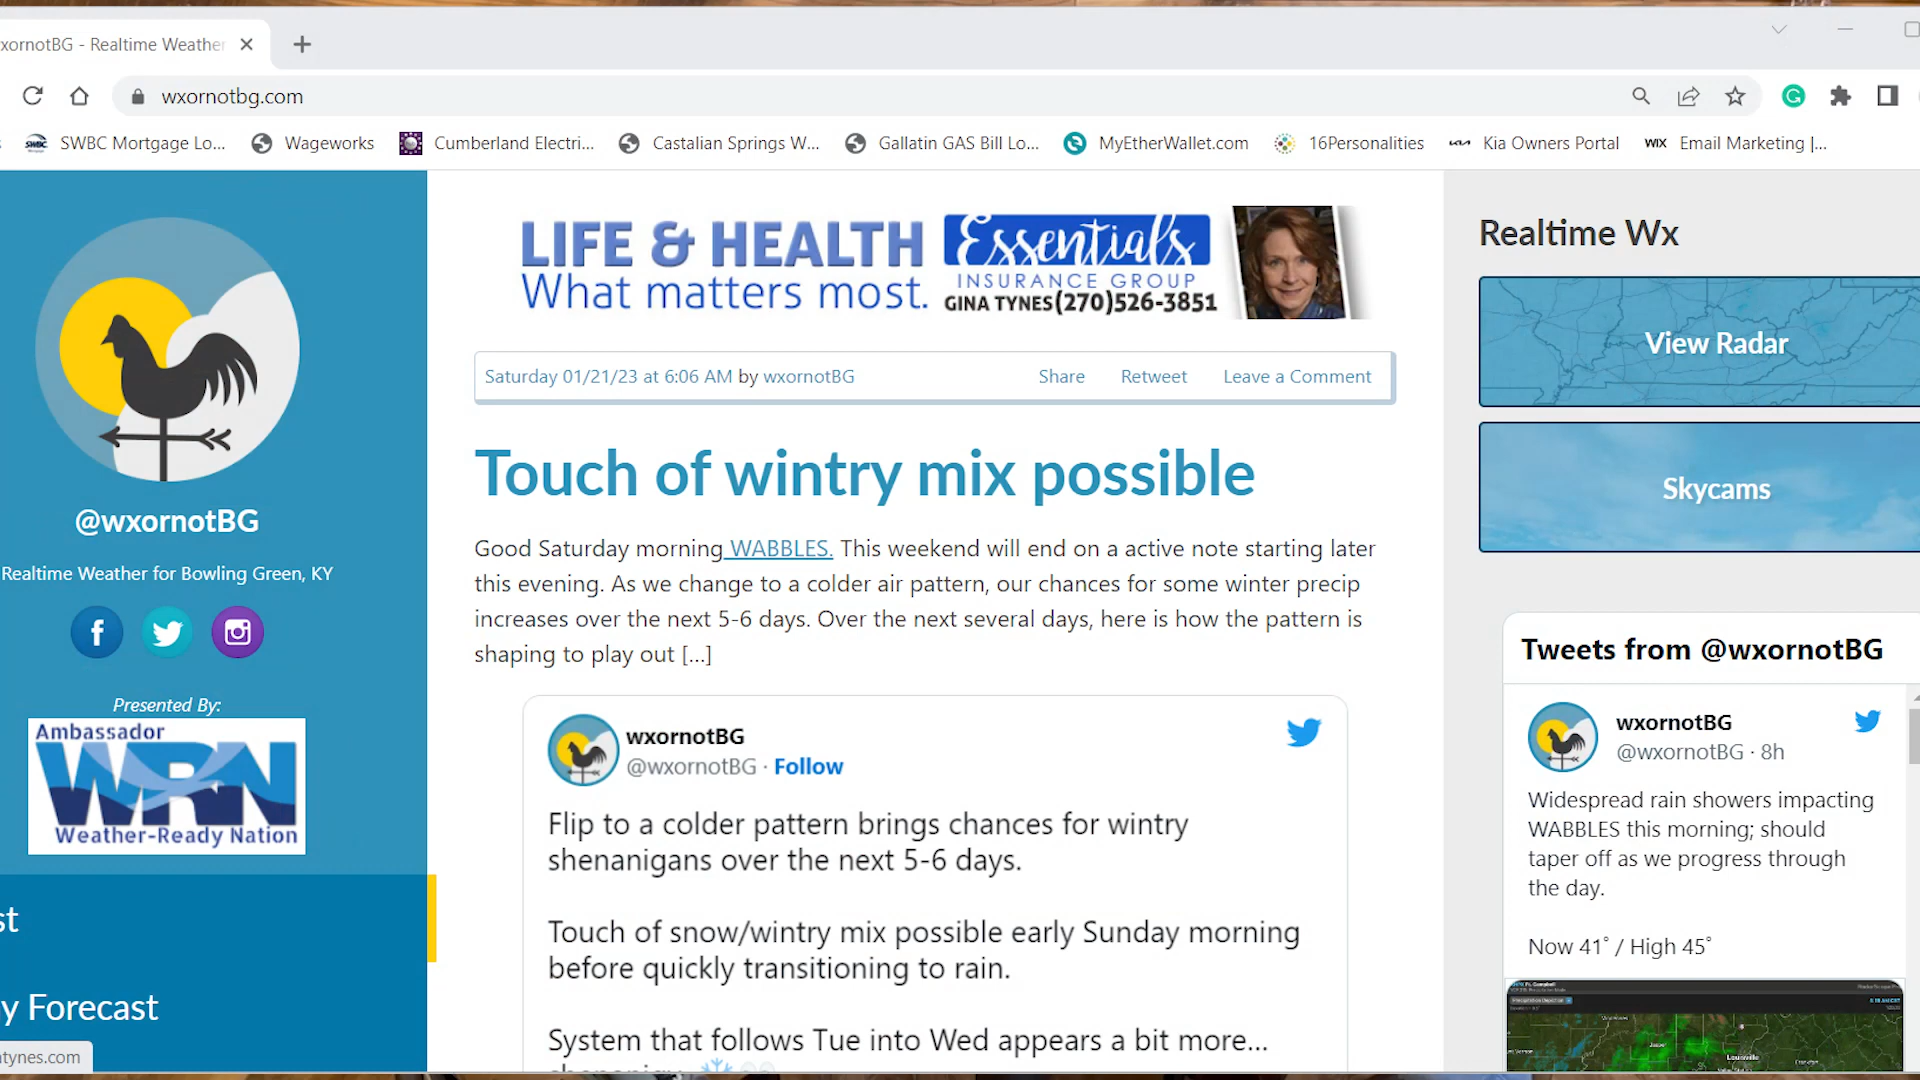 xornotBG - Realtime Weather
wxornotbg.com
SWBC Mortgage Lo...
Wageworks
Cumberland Electri...
Castalian Springs W...
Gallatin GAS Bill Lo...
MyEtherWallet.com
16Personalities
Kia Owners Portal
WIX
Email Marketing |...
@wxornotBG
Realtime Weather for Bowling Green, KY
Presented By:
Ambassador
WRN
Weather-Ready Nation
st
y Forecast
tynes.com
LIFE & HEALTH
What matters most.
Essentials
INSURANCE GROUP
GINA TYNES(270)526-3851
Saturday 01/21/23 at 6:06 AM by wxornotBG
Share
Retweet
Leave a Comment
Touch of wintry mix possible
Good Saturday morning WABBLES. This weekend will end on a active note starting later
this evening. As we change to a colder air pattern, our chances for some winter precip
increases over the next 5-6 days. Over the next several days, here is how the pattern is
shaping to play out [...]
wxornotBG
@wxornotBG · Follow
Flip to a colder pattern brings chances for wintry
shenanigans over the next 5-6 days.
Touch of snow/wintry mix possible early Sunday morning
before quickly transitioning to rain.
System that follows Tue into Wed appears a bit more...
Realtime Wx
View Radar
Skycams
Tweets from @wxornotBG
wxornotBG
@wxornotBG · 8h
Widespread rain showers impacting
WABBLES this morning; should
taper off as we progress through
the day.
Now 41° / High 45°
Louisville